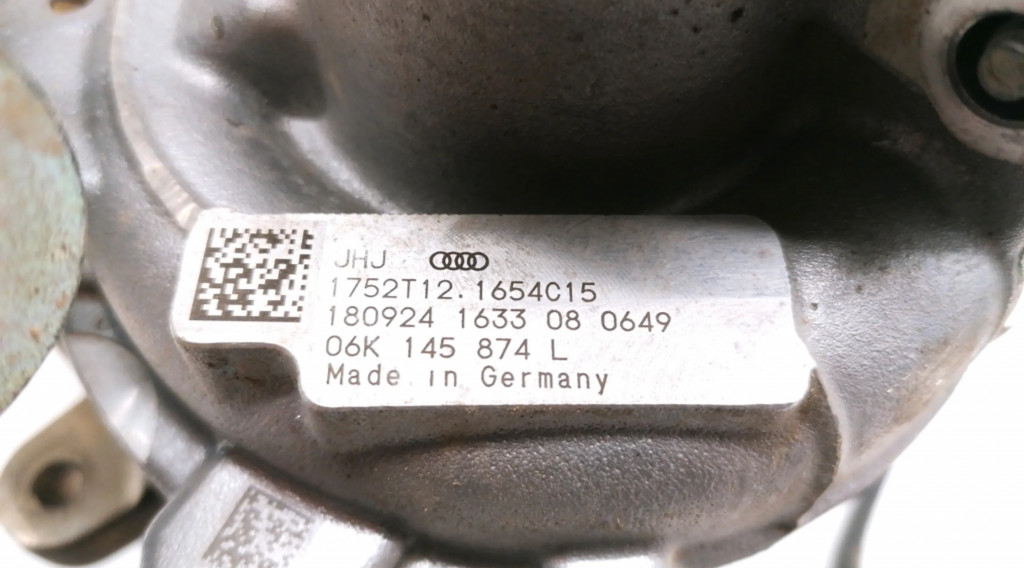 JHJ
1752T12.1654C15
180924 1633 08 0649
06K 145 874 L
Made in Germany